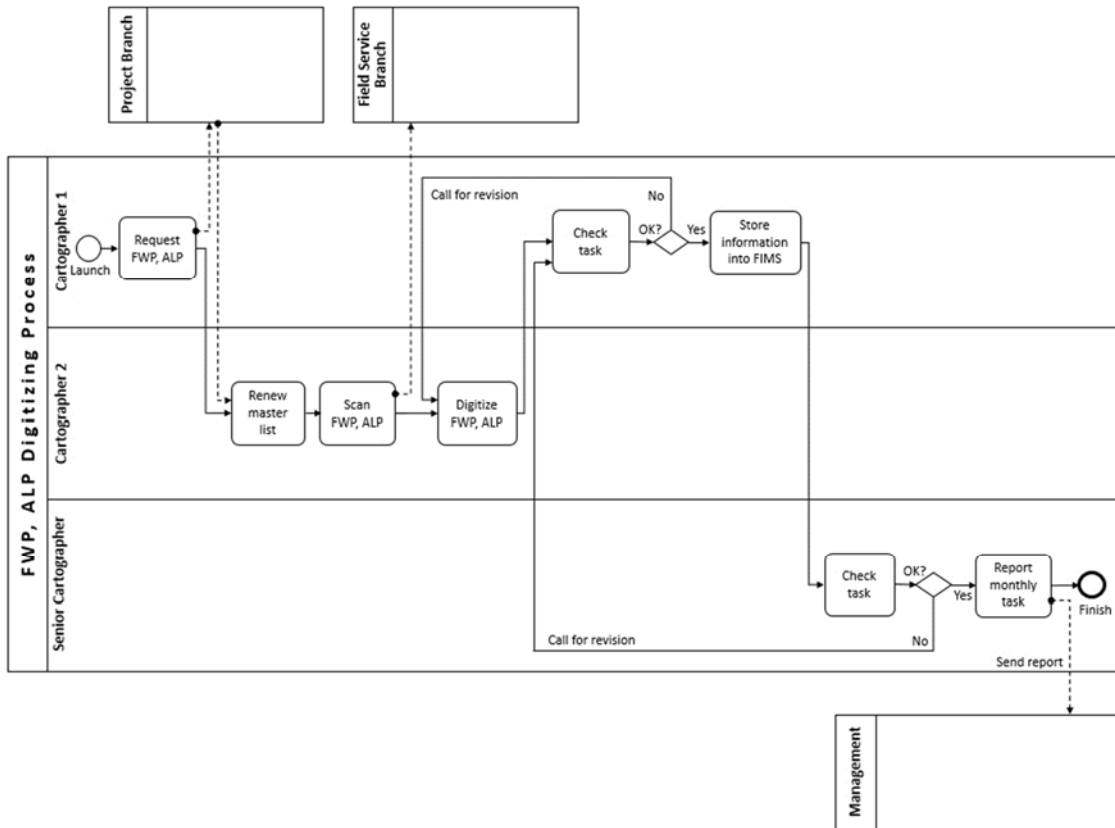 Project Branch
Field Service
Branch
FWP, ALP Digitizing Process
Cartographer 1
Launch
Request
FWP, ALP
Call for revision
No
Check
task
OK?
Yes
Store
information
into FIMS
Cartographer 2
Renew
master
list
Scan
FWP, ALP
Digitize
FWP, ALP
Senior Cartographer
Check
task
OK?
Yes
Report
monthly
task
Finish
Call for revision
No
Send report
Management